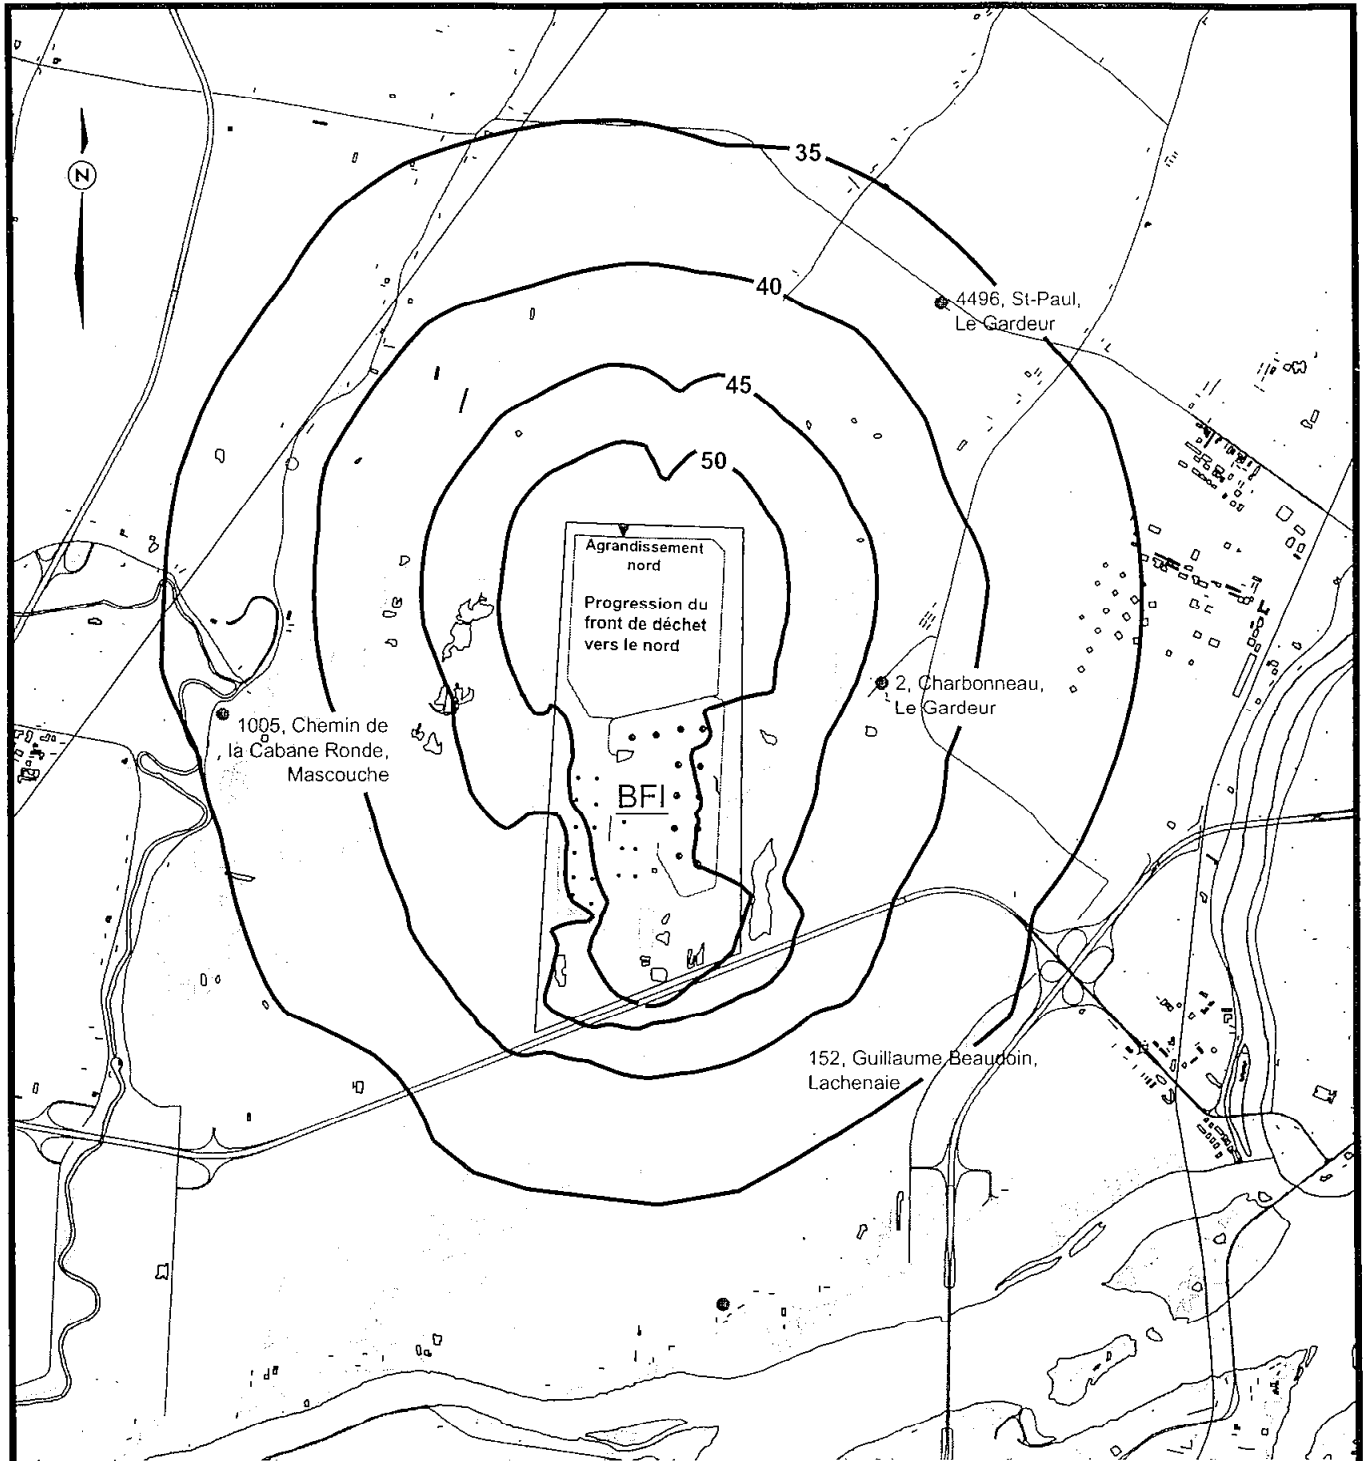 35
N
40
4496, St-Paul,
Le Gardeur
45
50
Agrandissement
nord
Progression du
front de déchet
vers le nord
2, Charbonneau,
Le Gardeur
1005, Chemin de
la Cabane Ronde,
Mascouche
BFI
152, Guillaume Beaudoin,
Lachenaie